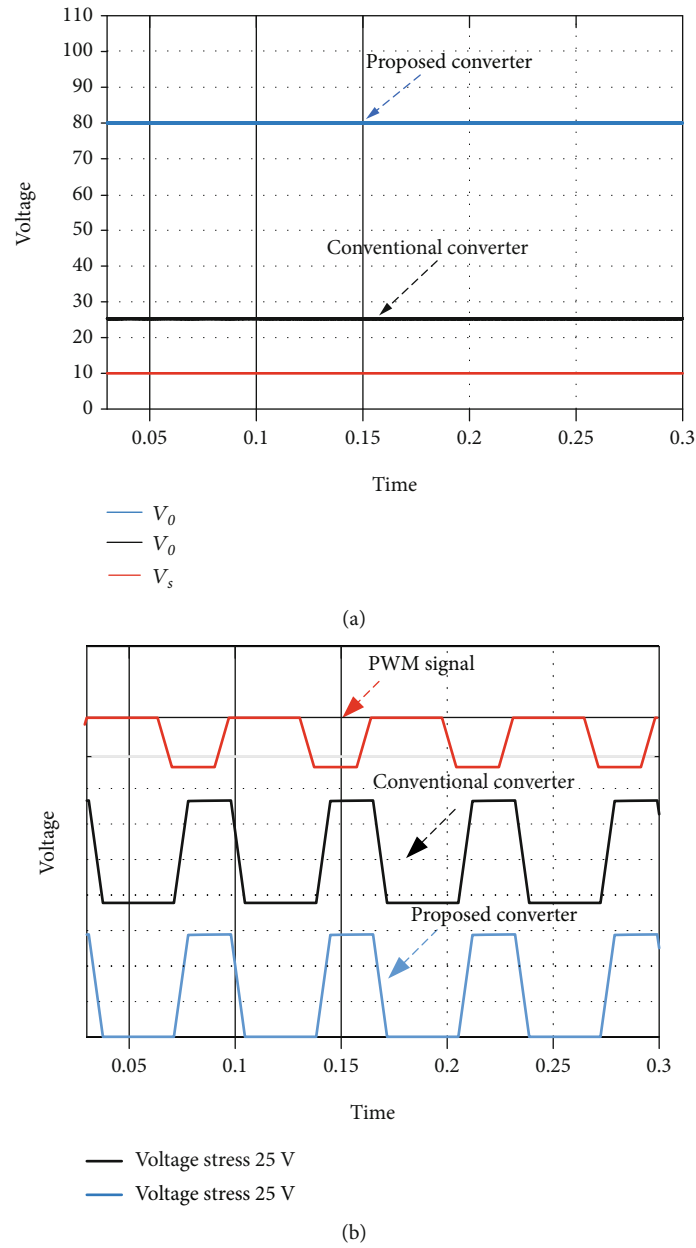 110
100
90
80
70
60
50
40
30
20
10
0
Voltage
Proposed converter
Conventional converter
0.05 0.1 0.15 0.2 0.25 0.3
Time
V0
V0
Vs
(a)
PWM signal
Conventional converter
Proposed converter
Voltage
0.05 0.1 0.15 0.2 0.25 0.3
Time
Voltage stress 25 V
Voltage stress 25 V
(b)